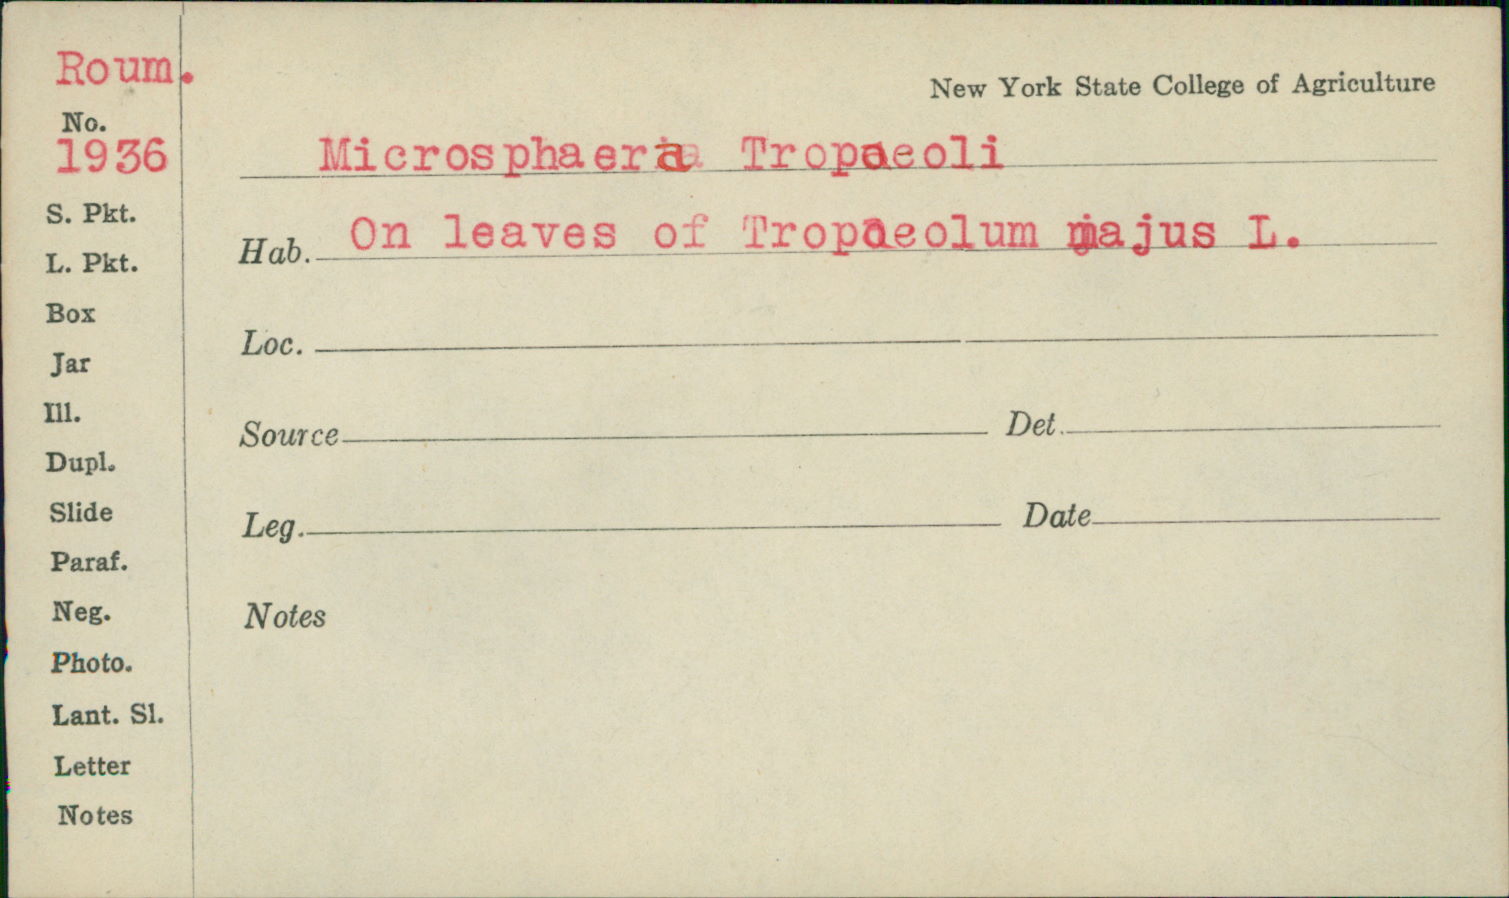 Roum.
New York State College of Agriculture
No.
1936
Microsphaera Tropaeoli
S. Pkt.
Hab. On leaves of Tropaeolum majus L.
L. Pkt.
Box
Loc.
Jar
Ill.
Source Det.
Dupl.
Slide
Leg. Date
Paraf.
Neg.
Notes
Photo.
Lant. Sl.
Letter
Notes